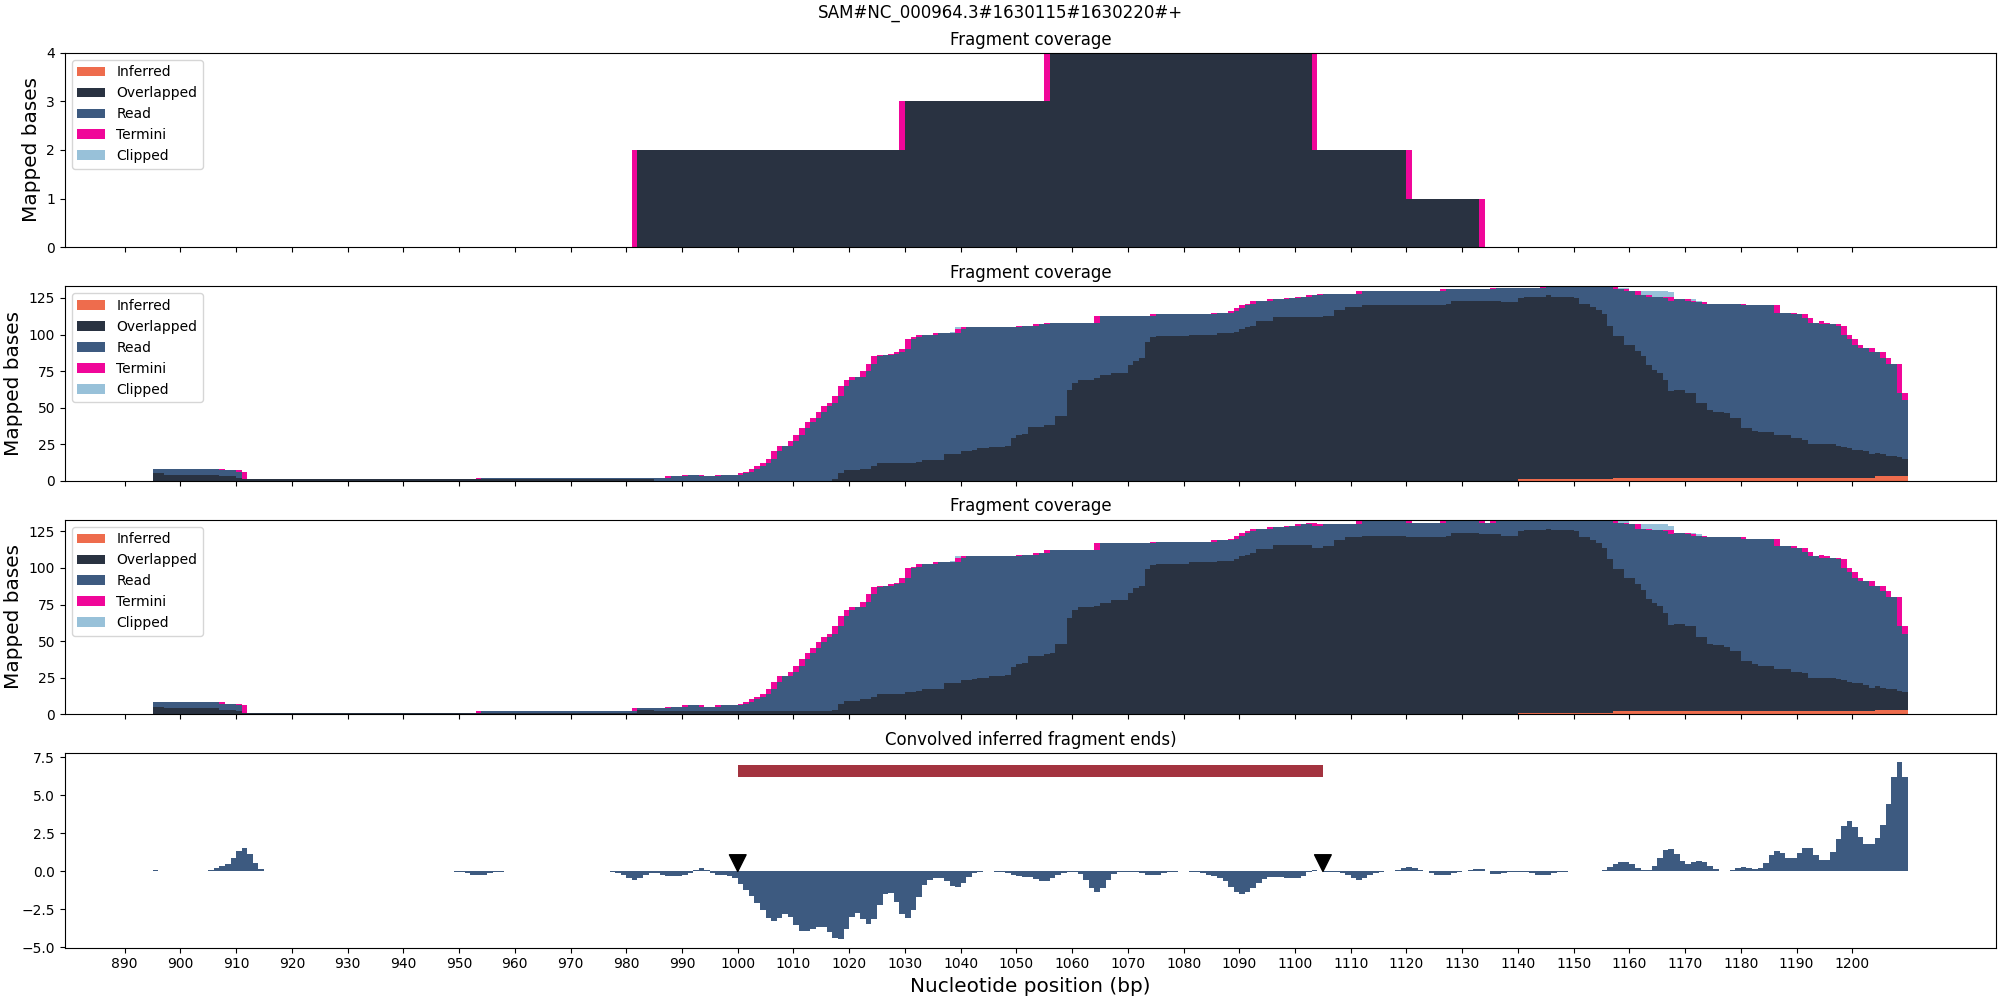 SAM#NC_000964.3#1630115#1630220#+
Fragment coverage
Mapped bases
4
3
2
1
0
Inferred
Overlapped
Read
Termini
Clipped
Fragment coverage
Mapped bases
125
100
75
50
25
0
Inferred
Overlapped
Read
Termini
Clipped
Fragment coverage
Mapped bases
125
100
75
50
25
0
Inferred
Overlapped
Read
Termini
Clipped
Convolved inferred fragment ends)
7.5
5.0
2.5
0.0
−2.5
−5.0
890 900 910 920 930 940 950 960 970 980 990 1000 1010 1020 1030 1040 1050 1060 1070 1080 1090 1100 1110 1120 1130 1140 1150 1160 1170 1180 1190 1200
Nucleotide position (bp)